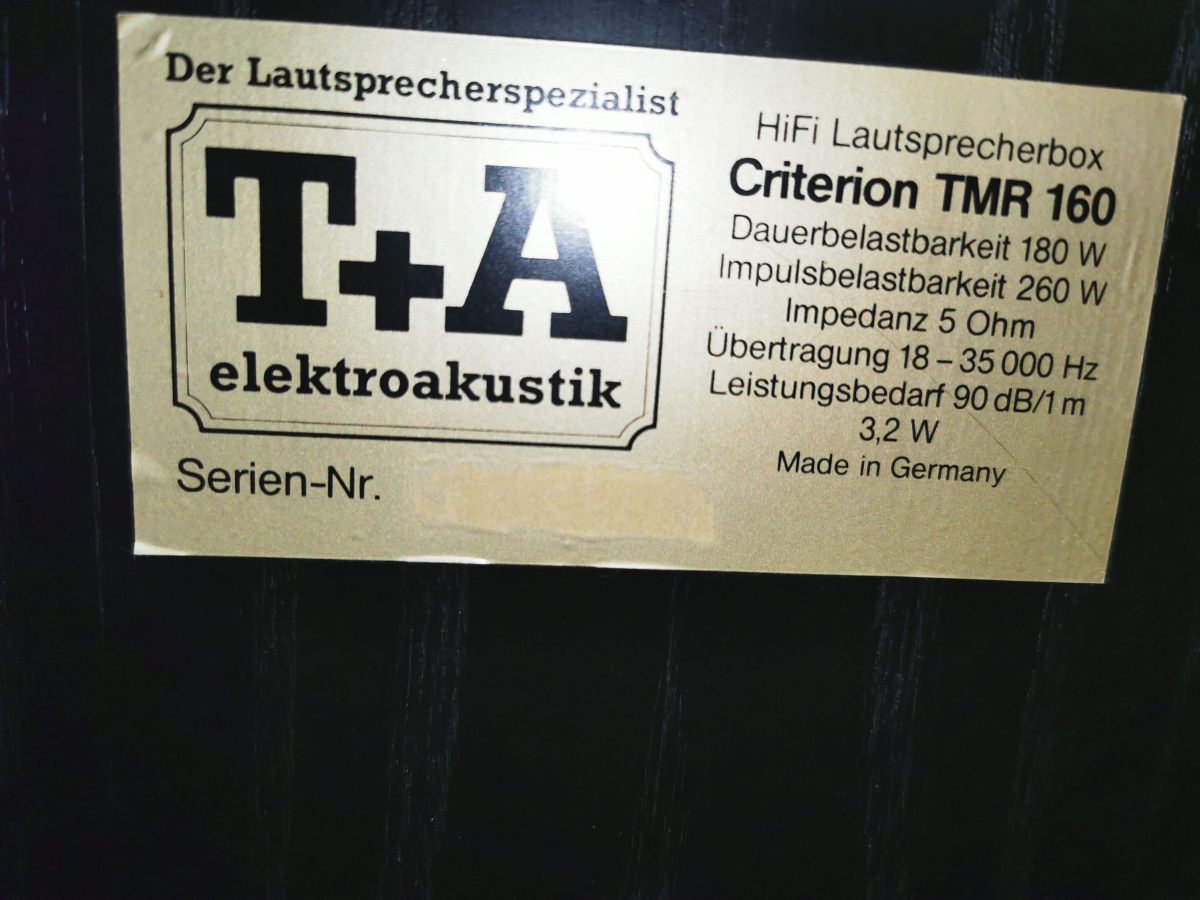 Der Lautsprecherspezialist
T+A
elektroakustik
Serien-Nr.
HiFi Lautsprecherbox
Criterion TMR 160
Dauerbelastbarkeit 180 W
Impulsbelastbarkeit 260 W
Impedanz 5 Ohm
Übertragung 18 – 35 000 Hz
Leistungsbedarf 90 dB/1 m
3,2 W
Made in Germany